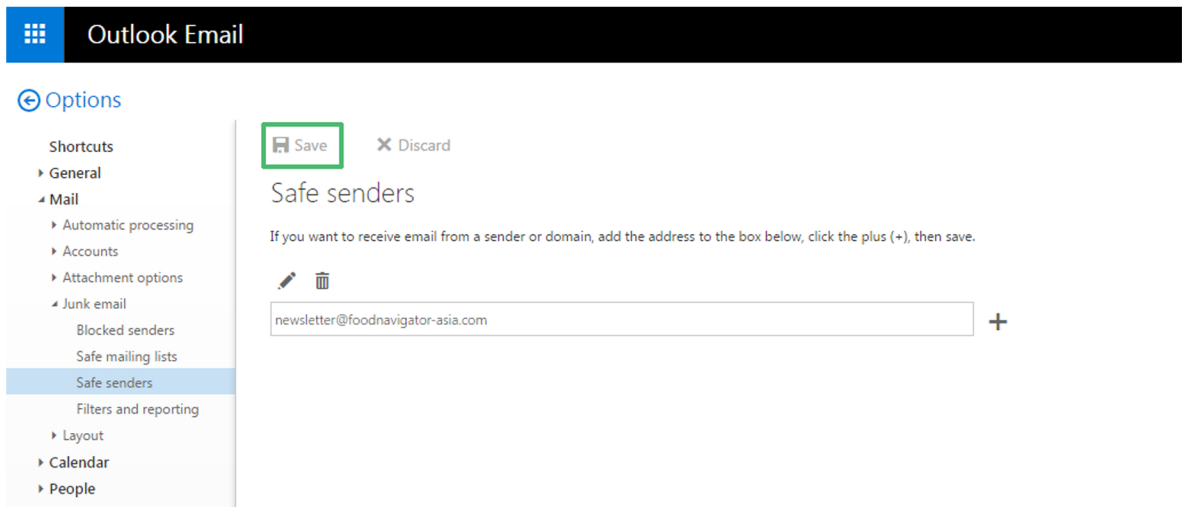 Outlook Email
Options
Shortcuts
General
Mail
Automatic processing
Accounts
Attachment options
Junk email
Blocked senders
Safe mailing lists
Safe senders
Filters and reporting
Layout
Calendar
People
Save
Discard
Safe senders
If you want to receive email from a sender or domain, add the address to the box below, click the plus (+), then save.
newsletter@foodnavigator-asia.com